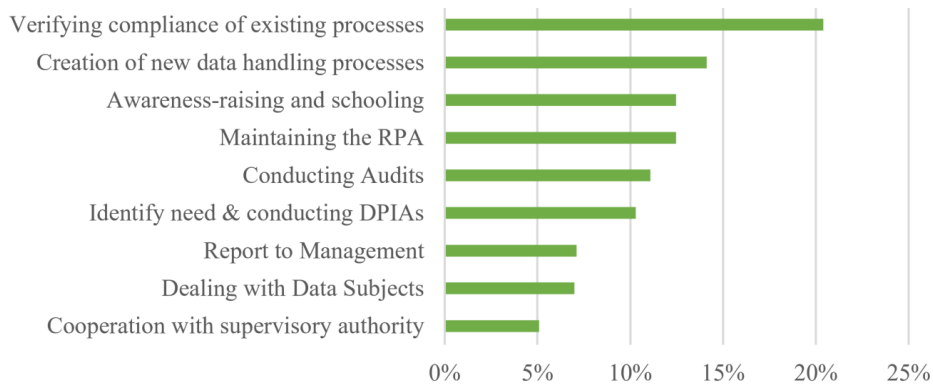 Verifying compliance of existing processes
Creation of new data handling processes
Awareness-raising and schooling
Maintaining the RPA
Conducting Audits
Identify need & conducting DPIAs
Report to Management
Dealing with Data Subjects
Cooperation with supervisory authority
0% 5% 10% 15% 20% 25%